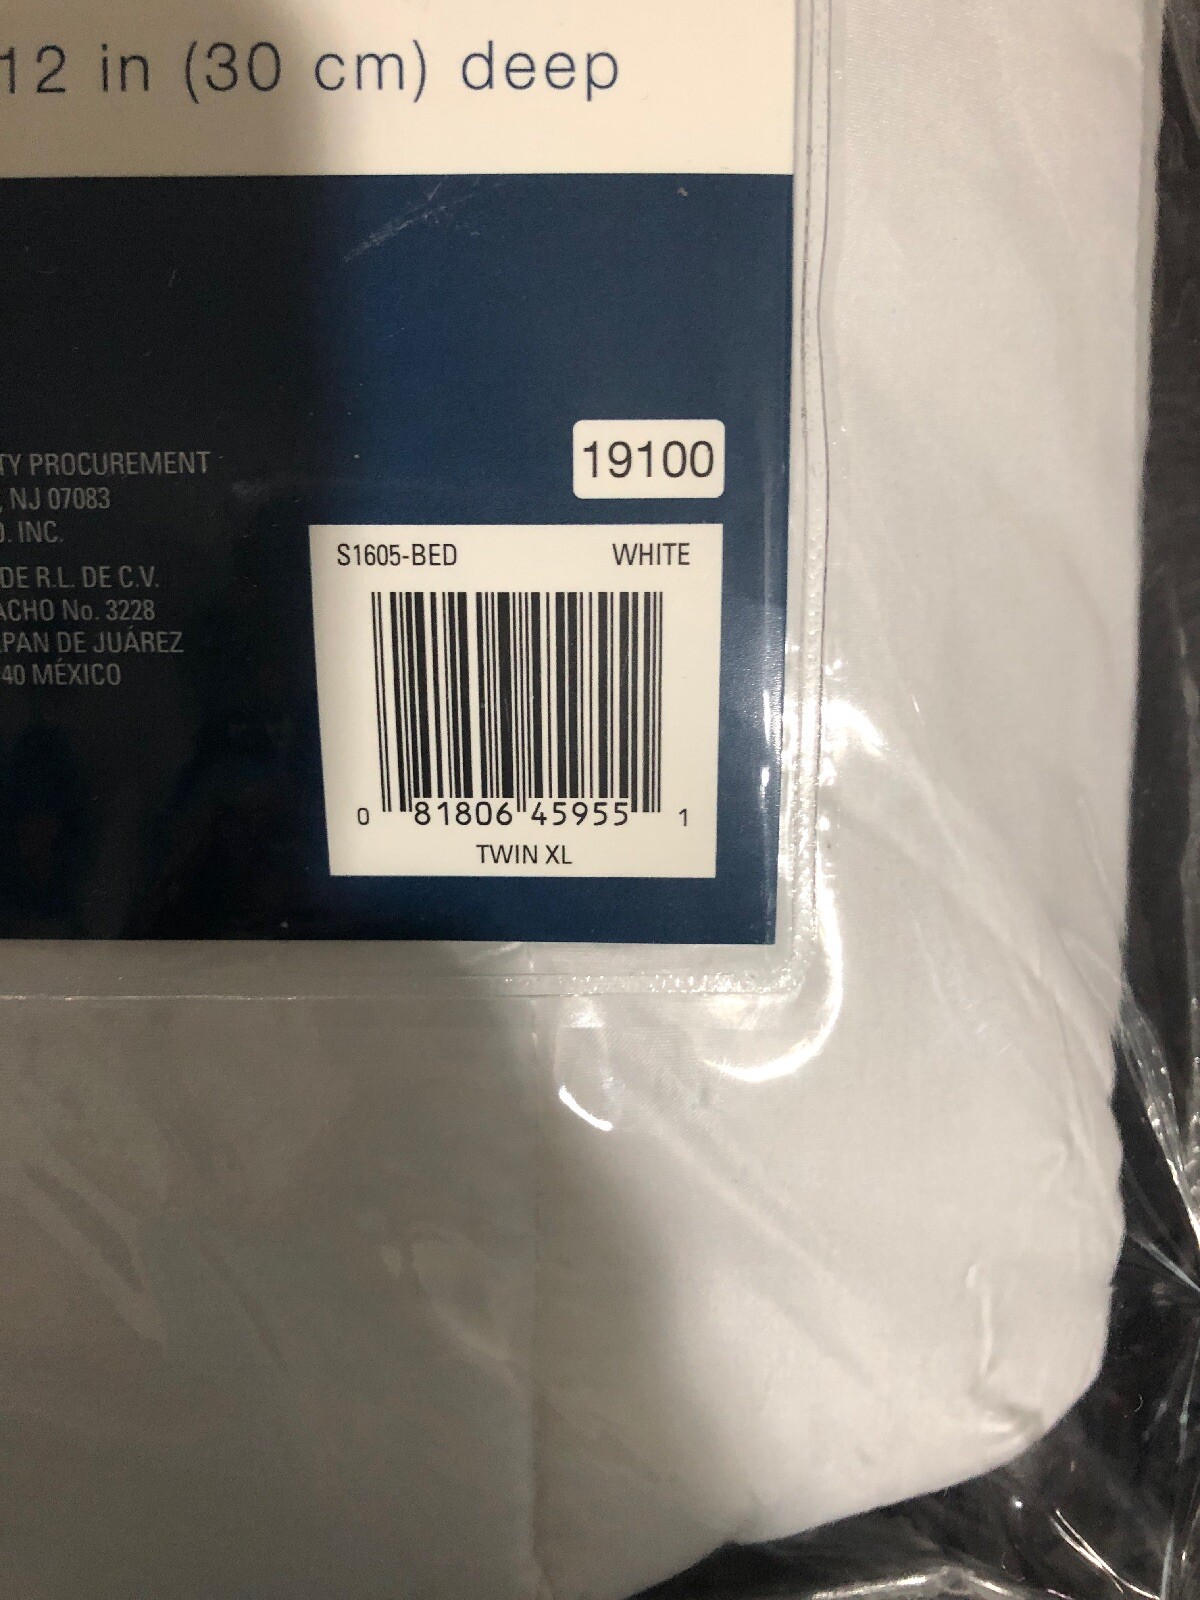 12 in (30 cm) deep
19100
TY PROCUREMENT
, NJ 07083
. INC.
DE R.L. DE C.V.
ACHO No. 3228
PAN DE JUÁREZ
40 MÉXICO
S1605-BED WHITE
0 81806 45955 1
TWIN XL